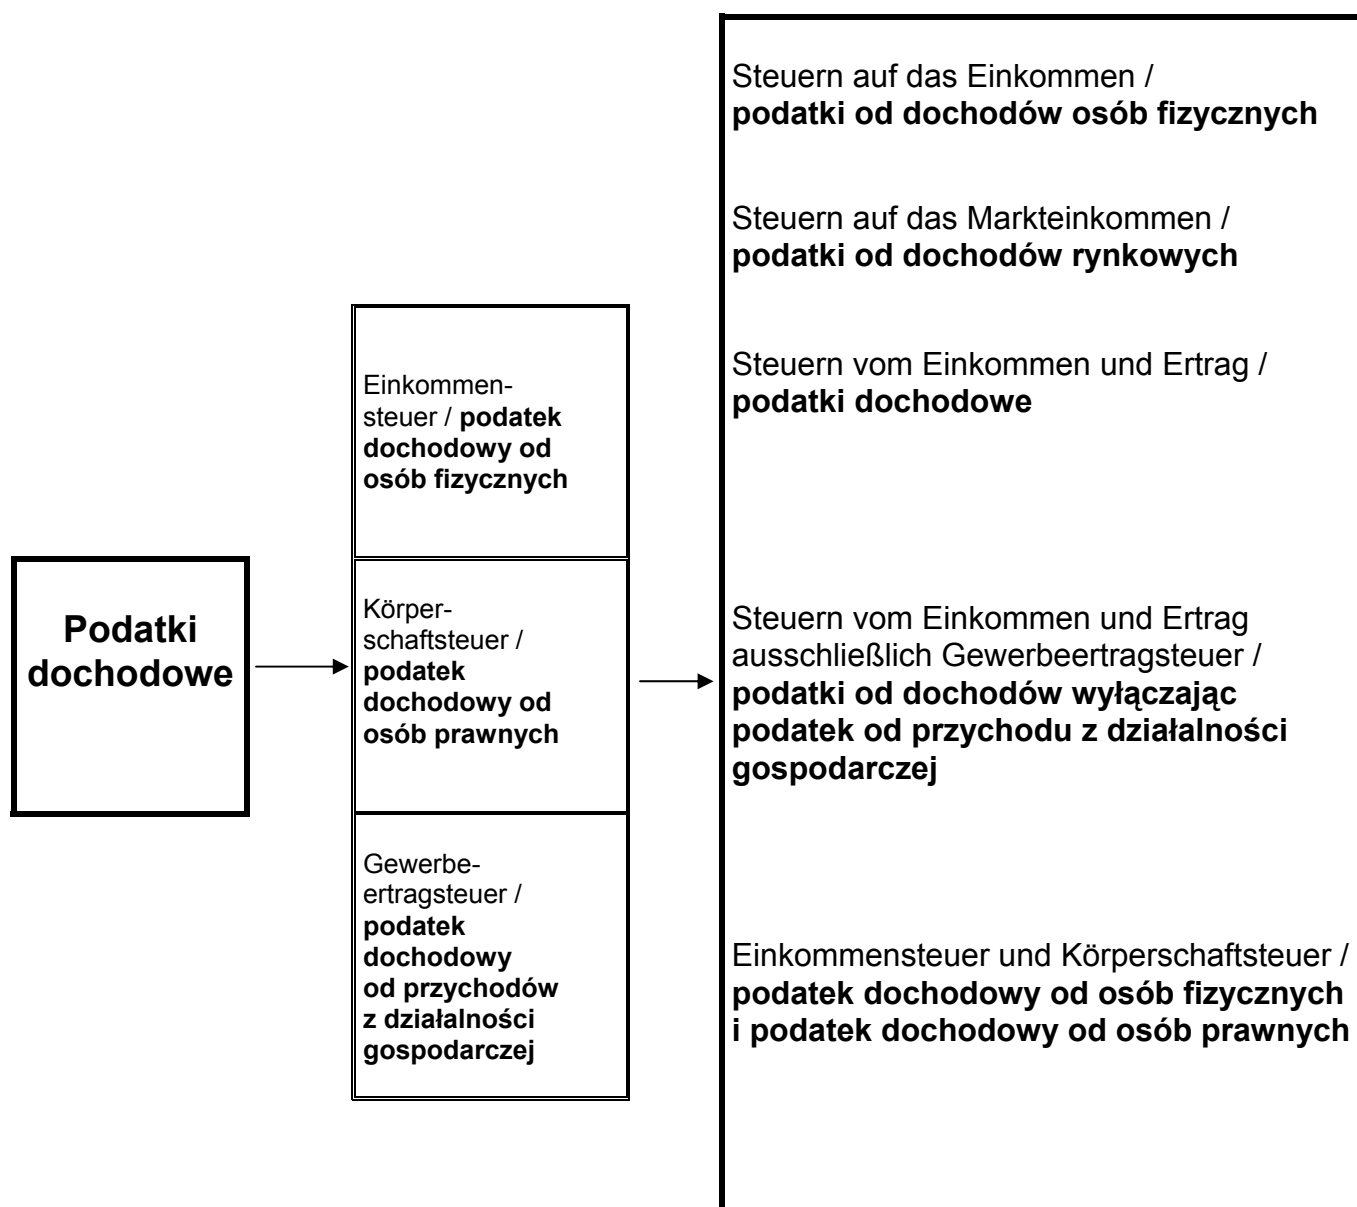 Podatki
dochodowe
Einkommen-
steuer / podatek
dochodowy od
osób fizycznych
Körper-
schaftsteuer /
podatek
dochodowy od
osób prawnych
Gewerbe-
ertragsteuer /
podatek
dochodowy
od przychodów
z działalności
gospodarczej
Steuern auf das Einkommen /
podatki od dochodów osób fizycznych
Steuern auf das Markteinkommen /
podatki od dochodów rynkowych
Steuern vom Einkommen und Ertrag /
podatki dochodowe
Steuern vom Einkommen und Ertrag
ausschließlich Gewerbeertragsteuer /
podatki od dochodów wyłączając
podatek od przychodu z działalności
gospodarczej
Einkommensteuer und Körperschaftsteuer /
podatek dochodowy od osób fizycznych
i podatek dochodowy od osób prawnych